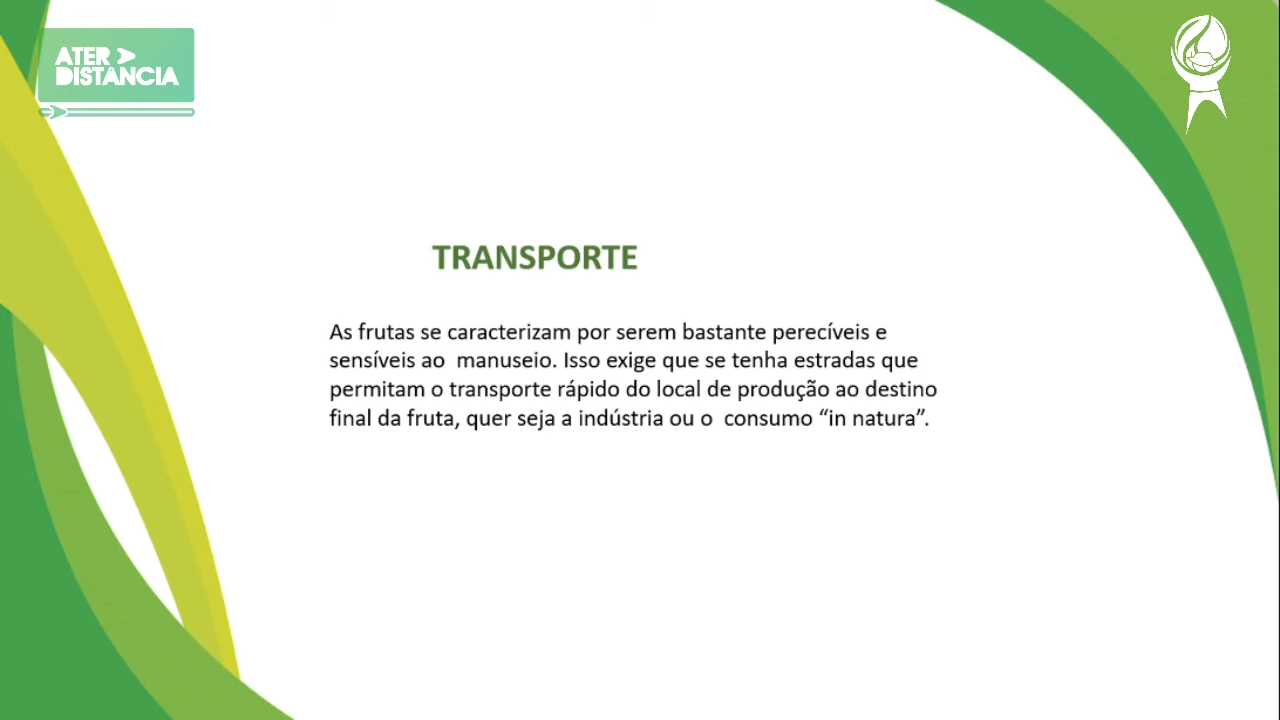 ATER
DISTÂNCIA
TRANSPORTE
As frutas se caracterizam por serem bastante perecíveis e
sensíveis ao  manuseio. Isso exige que se tenha estradas que
permitam o transporte rápido do local de produção ao destino
final da fruta, quer seja a indústria ou o  consumo “in natura”.